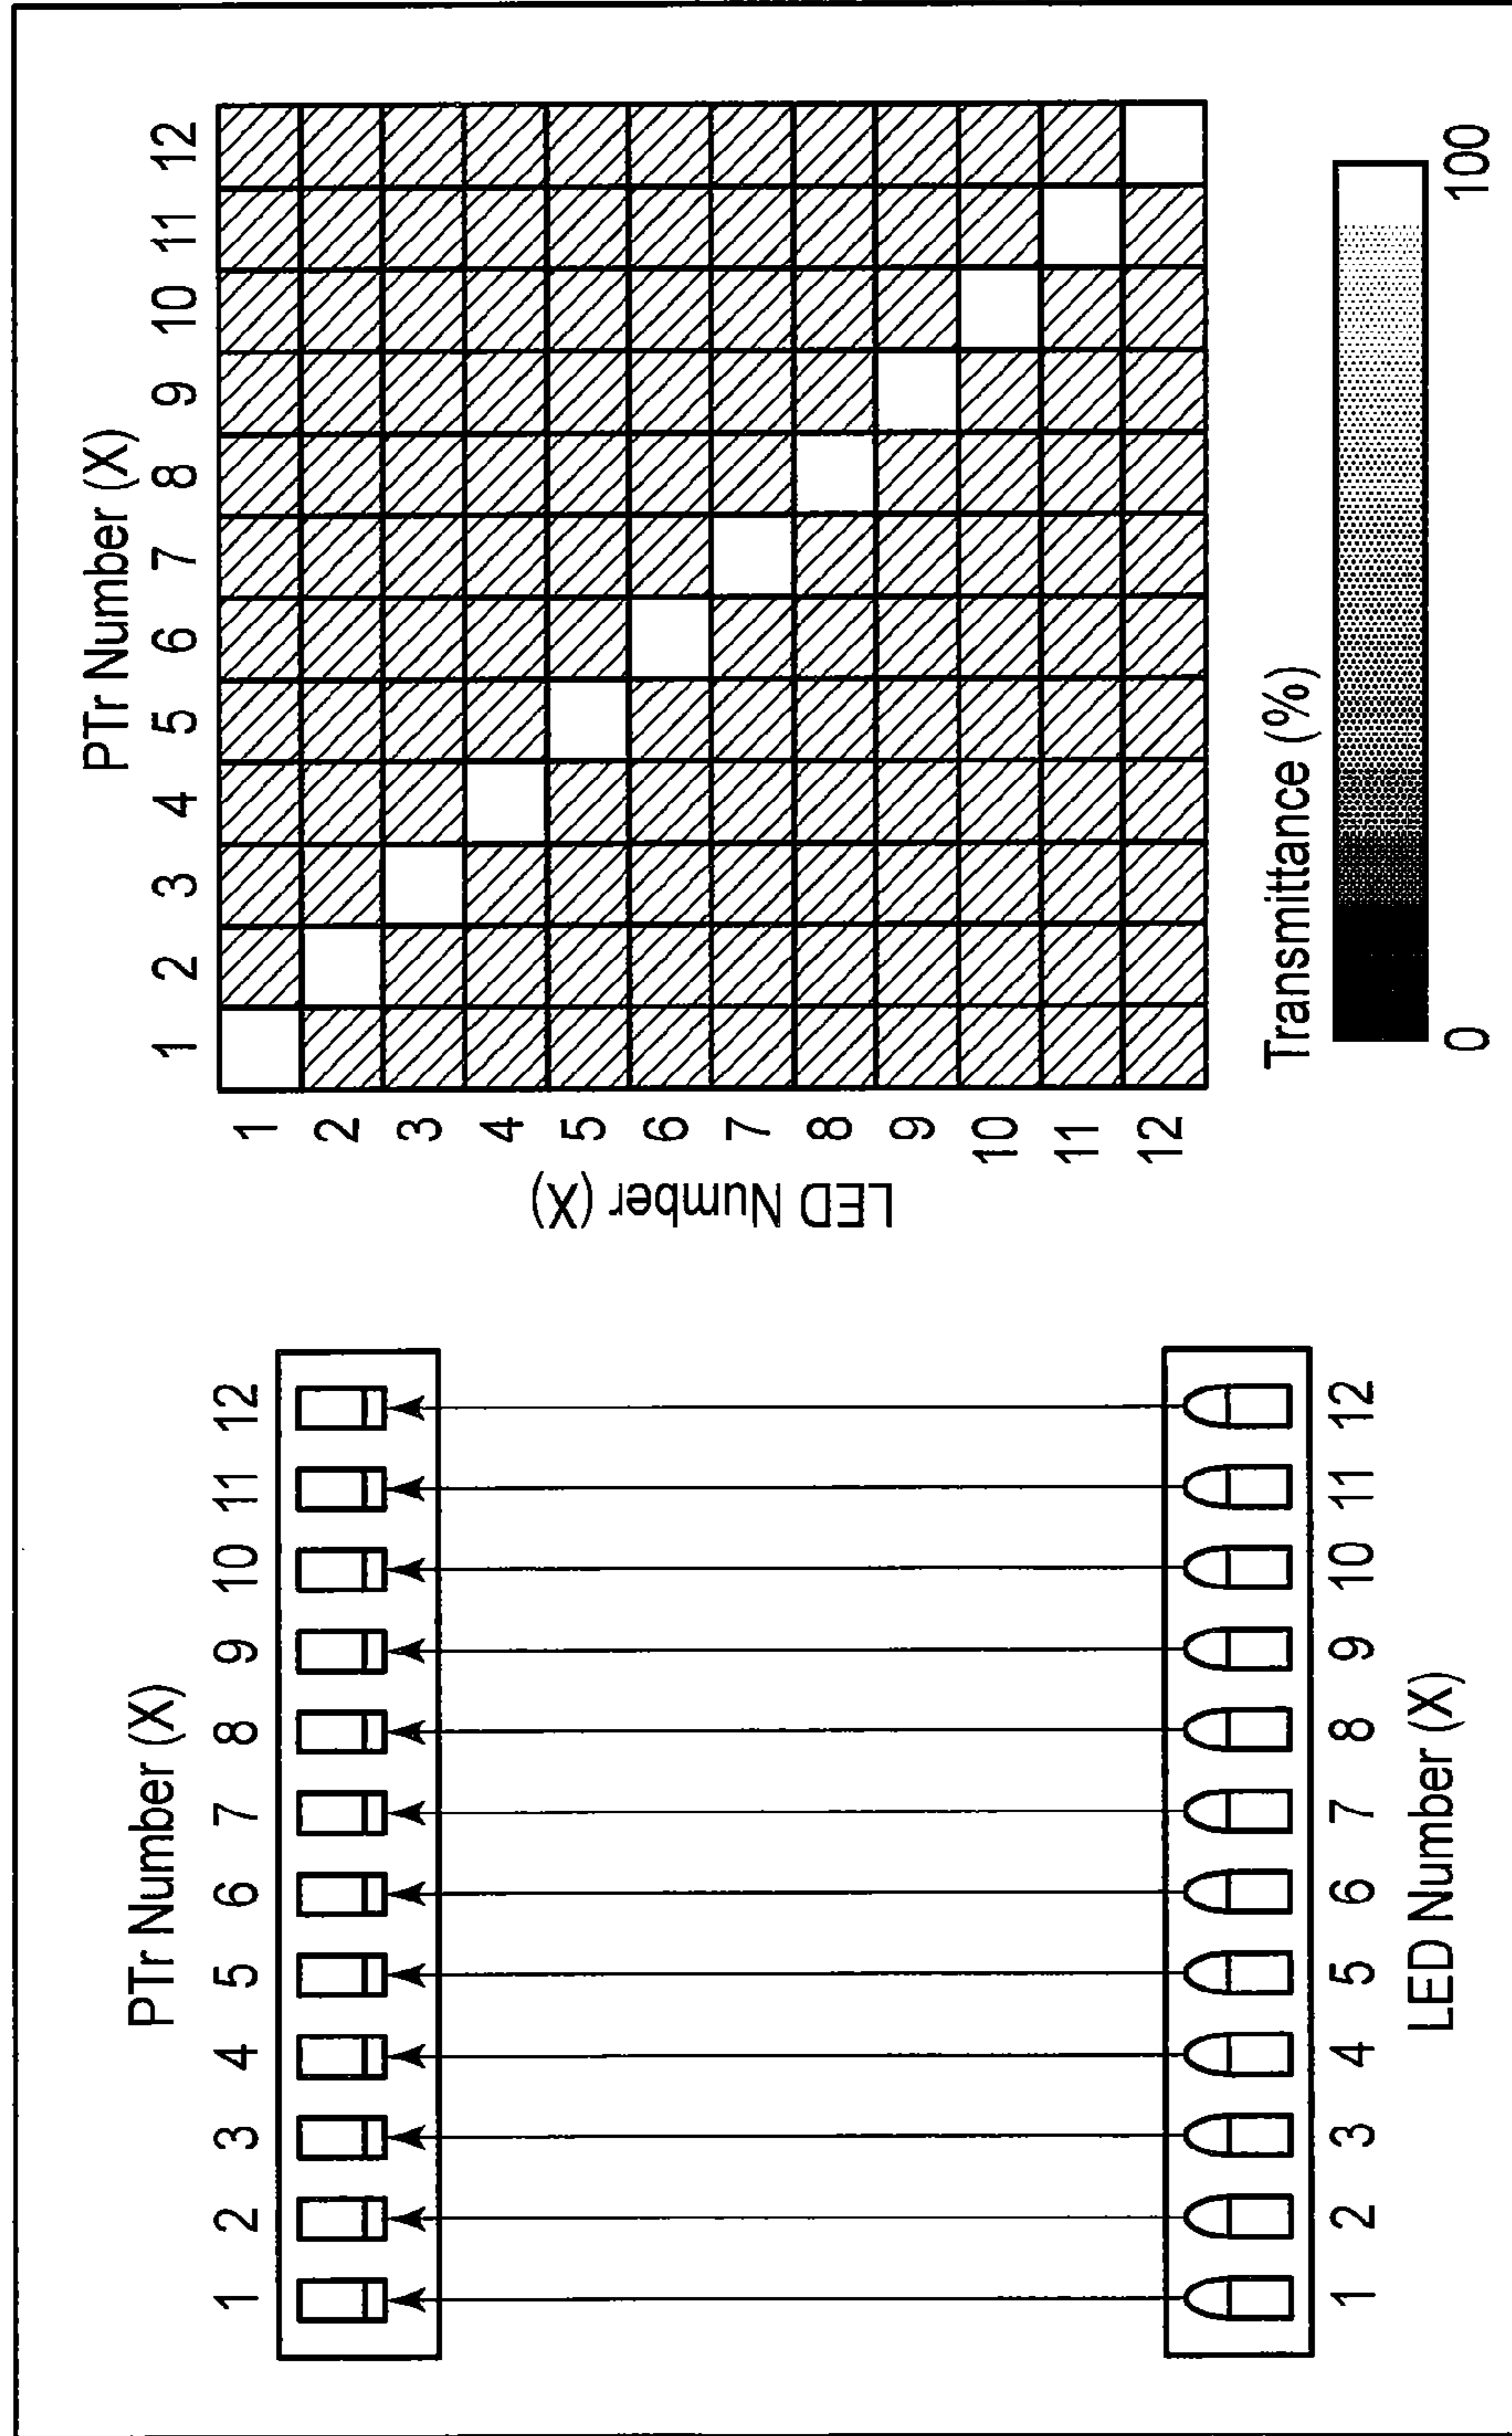 PTr Number (X)
1 2 3 4 5 6 7 8 9 10 11 12
1 2 3 4 5 6 7 8 9 10 11 12
LED Number (X)
PTr Number (X)
1 2 3 4 5 6 7 8 9 10 11 12
LED Number (X)
1
2
3
4
5
6
7
8
9
10
11
12
Transmittance (%)
0 100